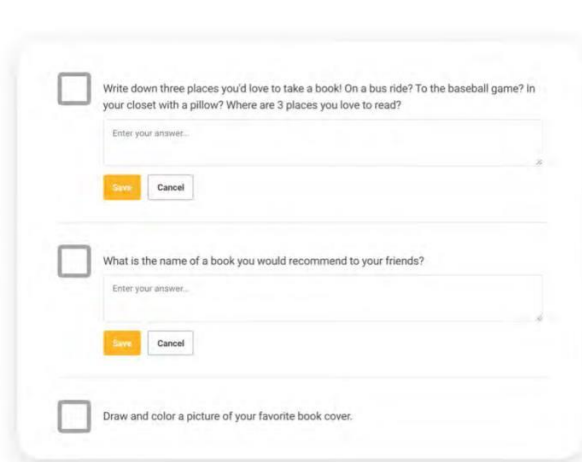 Write down three places you'd love to take a book! On a bus ride? To the baseball game? In
your closet with a pillow? Where are 3 places you love to read?
Enter your answer...
Save
Cancel
What is the name of a book you would recommend to your friends?
Enter your answer...
Save
Cancel
Draw and color a picture of your favorite book cover.